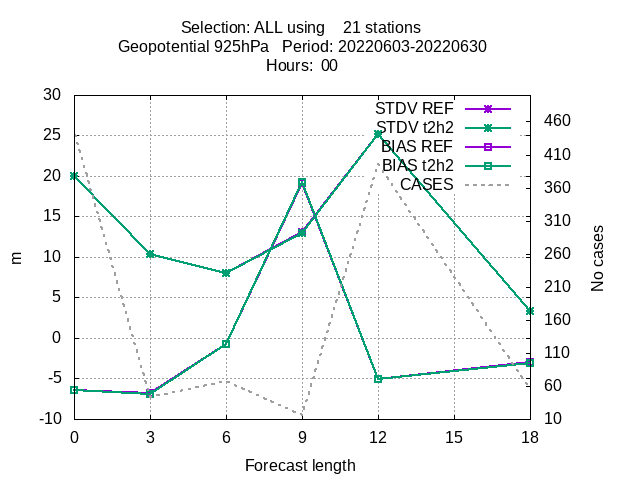 Selection: ALL using    21 stations
Geopotential 925hPa   Period: 20220603-20220630
Hours:  00
30
25
20
15
10
5
0
-5
-10
m
STDV REF
STDV t2h2
BIAS REF
BIAS t2h2
CASES
460
410
360
310
260
210
160
110
60
10
No cases
0 3 6 9 12 15 18
Forecast length